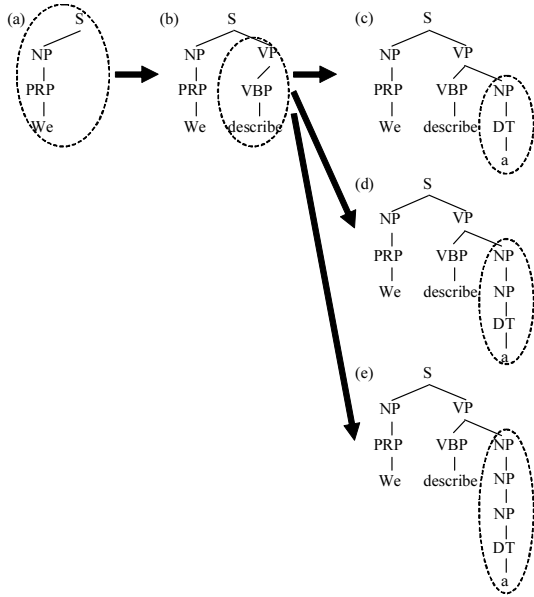 (a) S (b) S (c) S
NP NP VP NP VP
PRP PRP VBP PRP VBP NP
We We describe We describe DT
a
(d) S
NP VP
PRP VBP NP
We describe NP
DT
a
(e) S
NP VP
PRP VBP NP
We describe NP
NP
DT
a